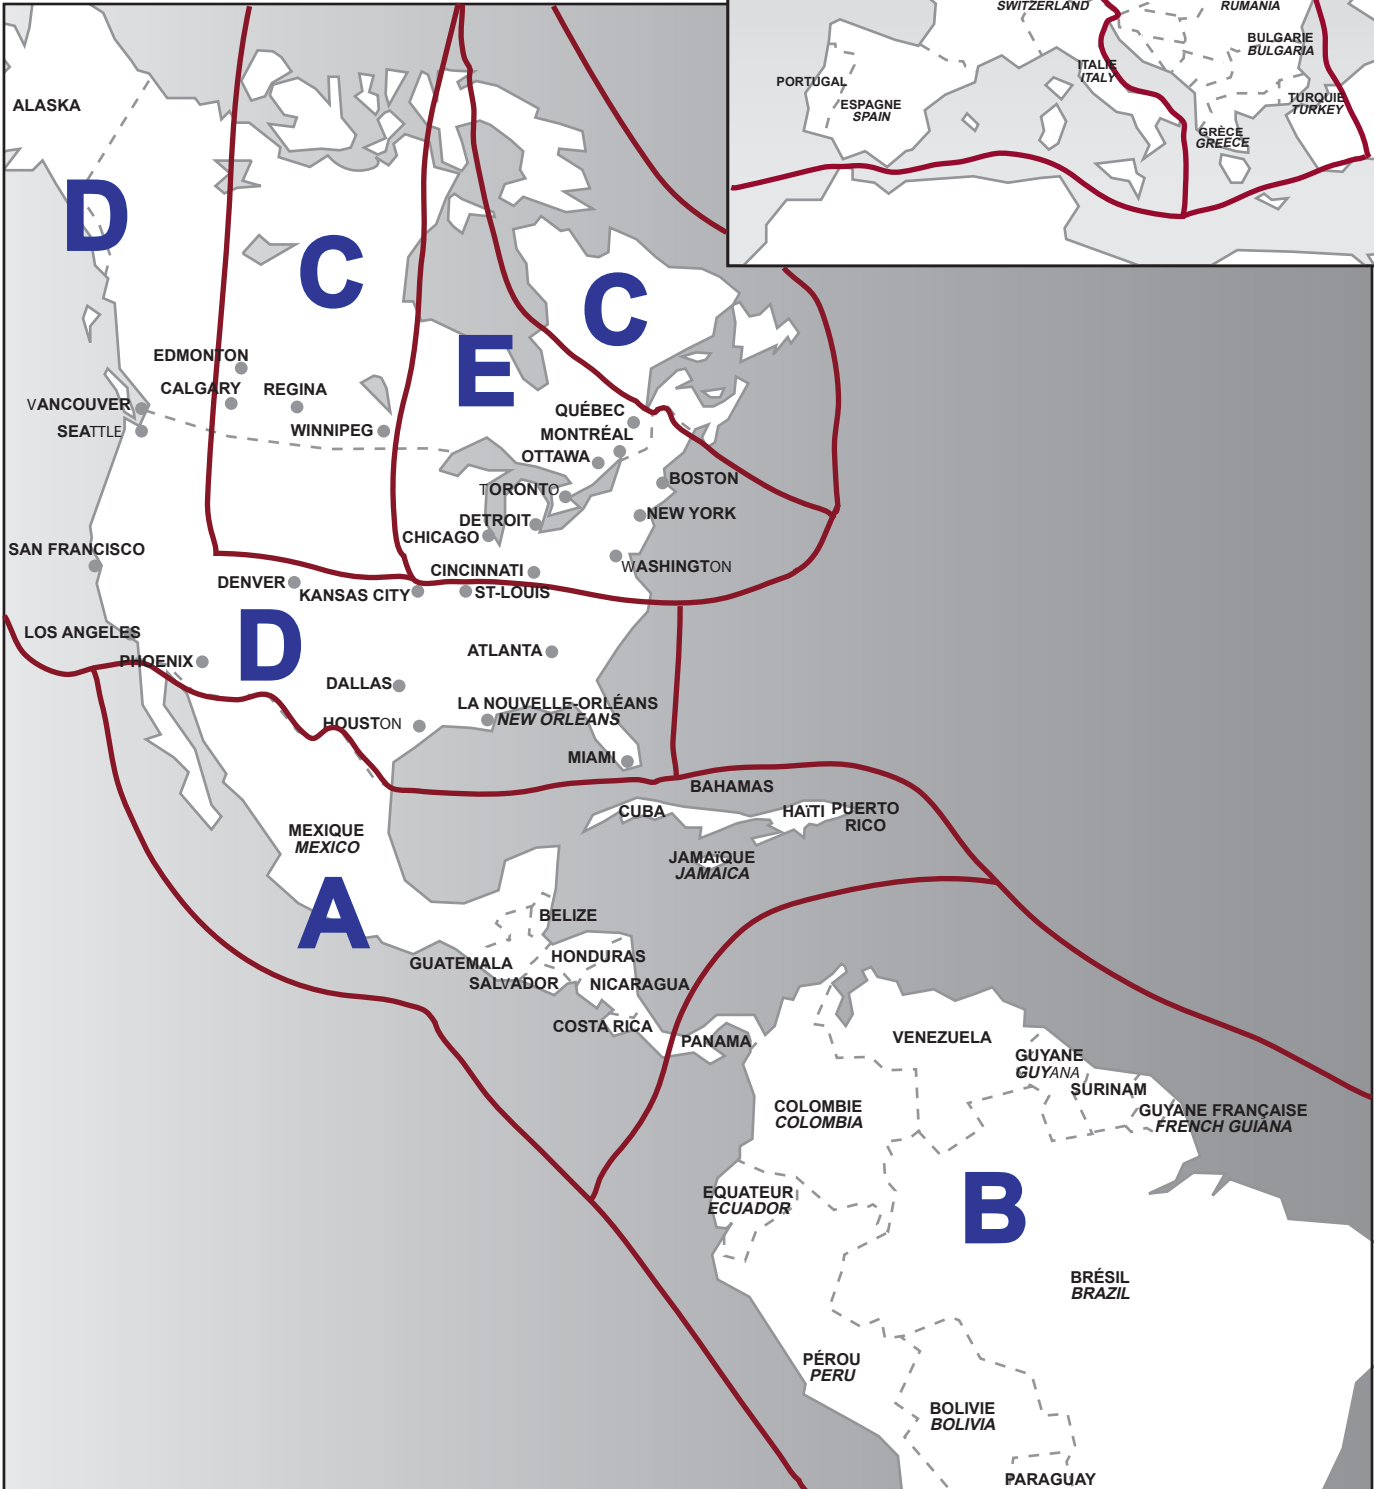 SWITZERLAND
RUMANIA
BULGARIE
BULGARIA
ITALIE
ITALY
PORTUGAL
ESPAGNE
SPAIN
TURQUIE
TURKEY
GRÈCE
GREECE
ALASKA
D
C
C
E
EDMONTON
CALGARY
REGINA
VANCOUVER
SEATTLE
WINNIPEG
QUÉBEC
MONTRÉAL
OTTAWA
TORONTO
BOSTON
DETROIT
NEW YORK
CHICAGO
SAN FRANCISCO
CINCINNATI
WASHINGTON
DENVER
KANSAS CITY
ST-LOUIS
LOS ANGELES
D
PHOENIX
ATLANTA
DALLAS
LA NOUVELLE-ORLÉANS
NEW ORLEANS
HOUSTON
MIAMI
BAHAMAS
CUBA
HAïTI
PUERTO
RICO
MEXIQUE
MEXICO
JAMAïQUE
JAMAICA
A
BELIZE
GUATEMALA
HONDURAS
SALVADOR
NICARAGUA
COSTA RICA
PANAMA
VENEZUELA
GUYANE
GUYANA
SURINAM
COLOMBIE
COLOMBIA
GUYANE FRANÇAISE
FRENCH GUIANA
EQUATEUR
ECUADOR
B
BRÉSIL
BRAZIL
PÉROU
PERU
BOLIVIE
BOLIVIA
PARAGUAY